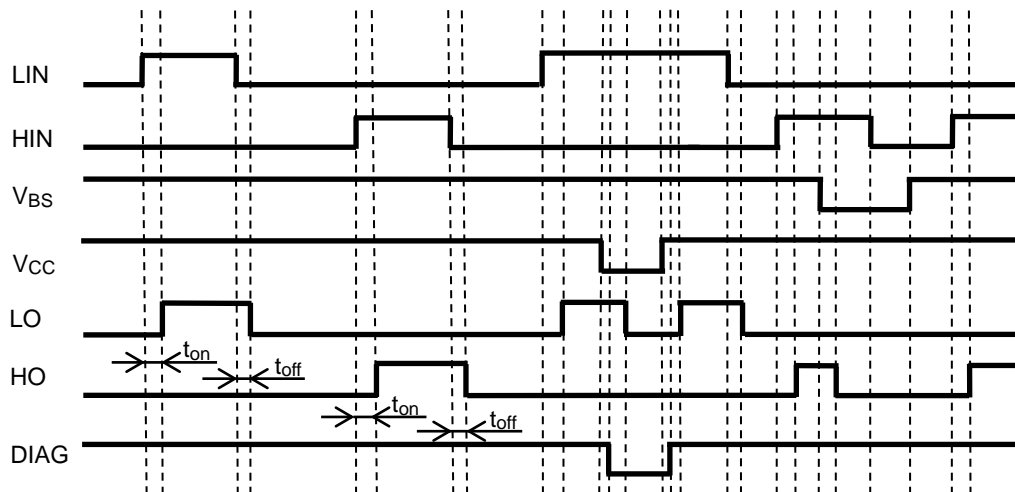 LIN
HIN
VBS
VCC
LO
ton
toff
HO
ton
toff
DIAG